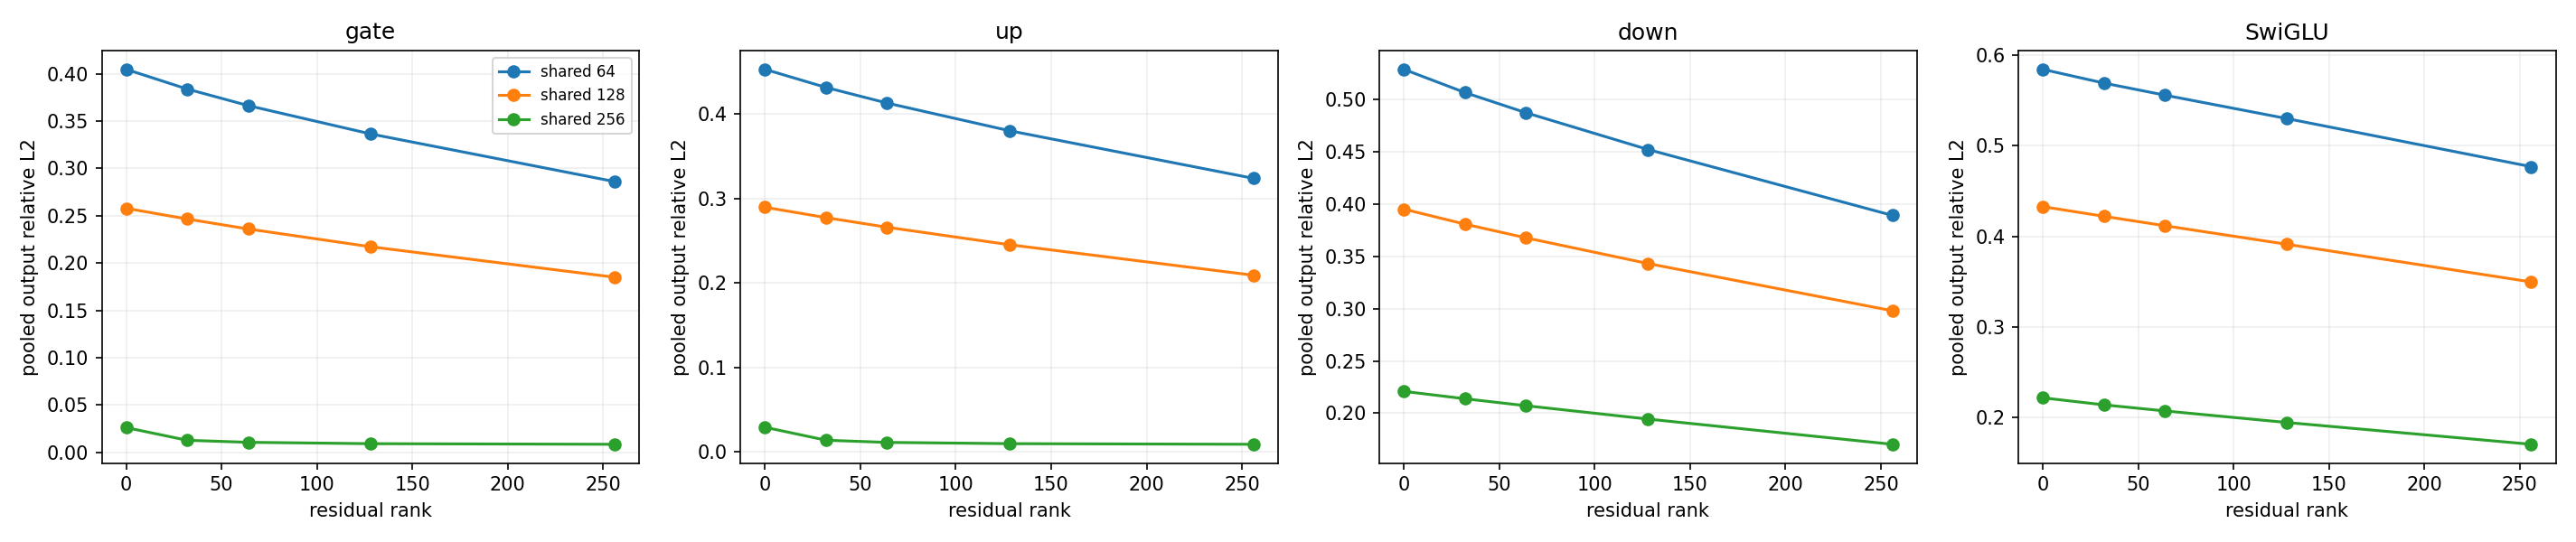 gate
0.40
0.35
0.30
0.25
0.20
0.15
0.10
0.05
0.00
pooled output relative L2
shared 64
shared 128
shared 256
0 50 100 150 200 250
residual rank
up
0.4
0.3
0.2
0.1
0.0
pooled output relative L2
0 50 100 150 200 250
residual rank
down
0.50
0.45
0.40
0.35
0.30
0.25
0.20
pooled output relative L2
0 50 100 150 200 250
residual rank
SwiGLU
0.6
0.5
0.4
0.3
0.2
pooled output relative L2
0 50 100 150 200 250
residual rank